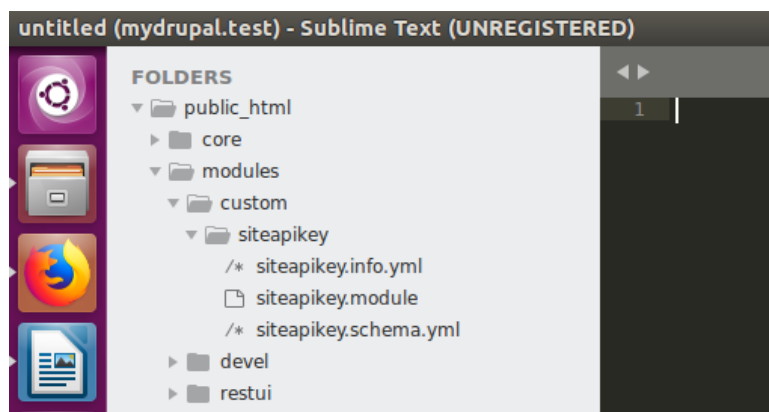 untitled (mydrupal.test) - Sublime Text (UNREGISTERED)
FOLDERS
public_html
core
modules
custom
siteapikey
/* siteapikey.info.yml
siteapikey.module
/* siteapikey.schema.yml
devel
restui
1